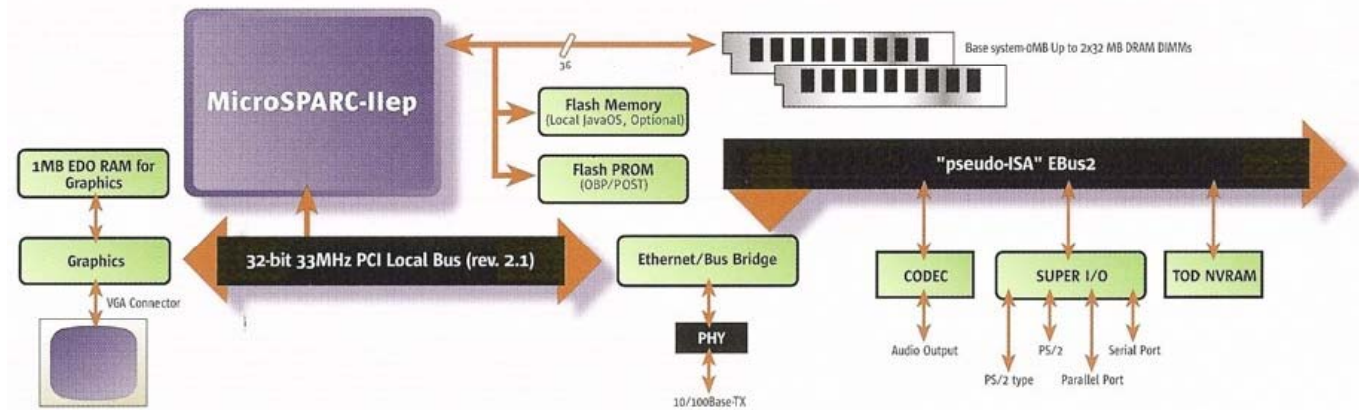 MicroSPARC-IIep
36
Base system-0MB Up to 2x32 MB DRAM DIMMs
Flash Memory
(Local JavaOS, Optional)
Flash PROM
(OBP/POST)
1MB EDO RAM for
Graphics
Graphics
VGA Connector
32-bit 33MHz PCI Local Bus (rev. 2.1)
Ethernet/Bus Bridge
PHY
10/100Base-TX
"pseudo-ISA" EBus2
CODEC
Audio Output
SUPER I/O
PS/2 type
PS/2
Parallel Port
Serial Port
TOD NVRAM